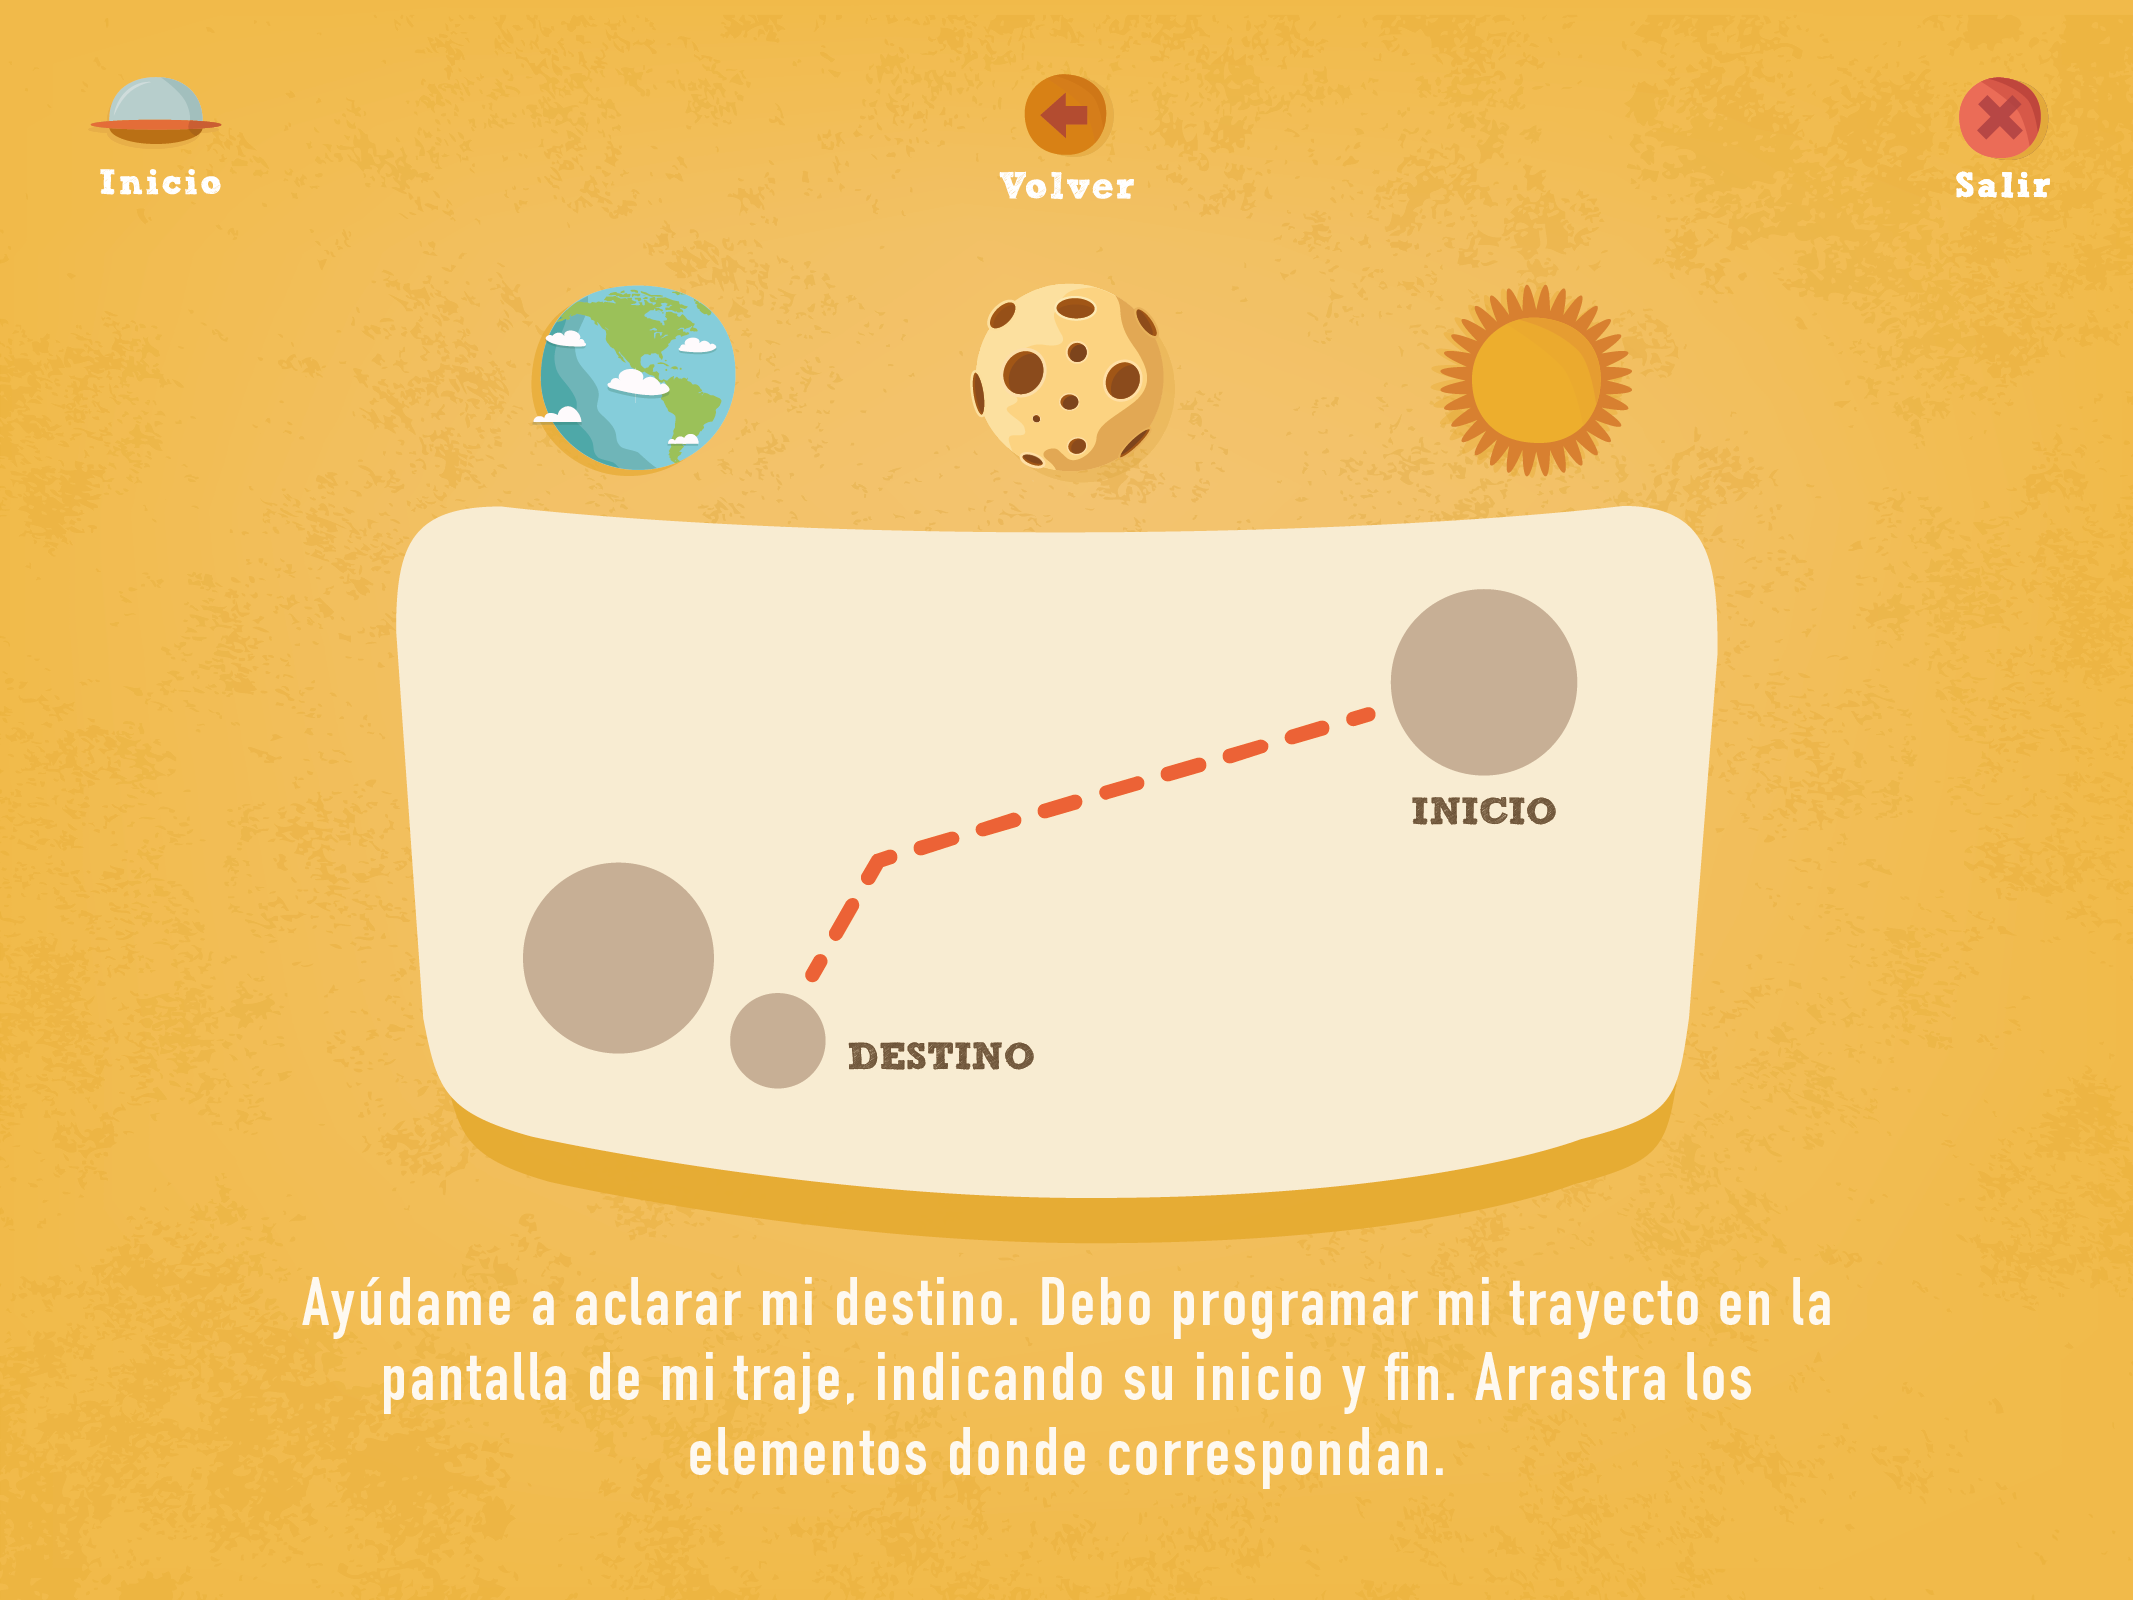 Inicio
Volver
Salir
INICIO
DESTINO
Ayúdame a aclarar mi destino. Debo programar mi trayecto en la
pantalla de mi traje, indicando su inicio y fin. Arrastra los
elementos donde correspondan.